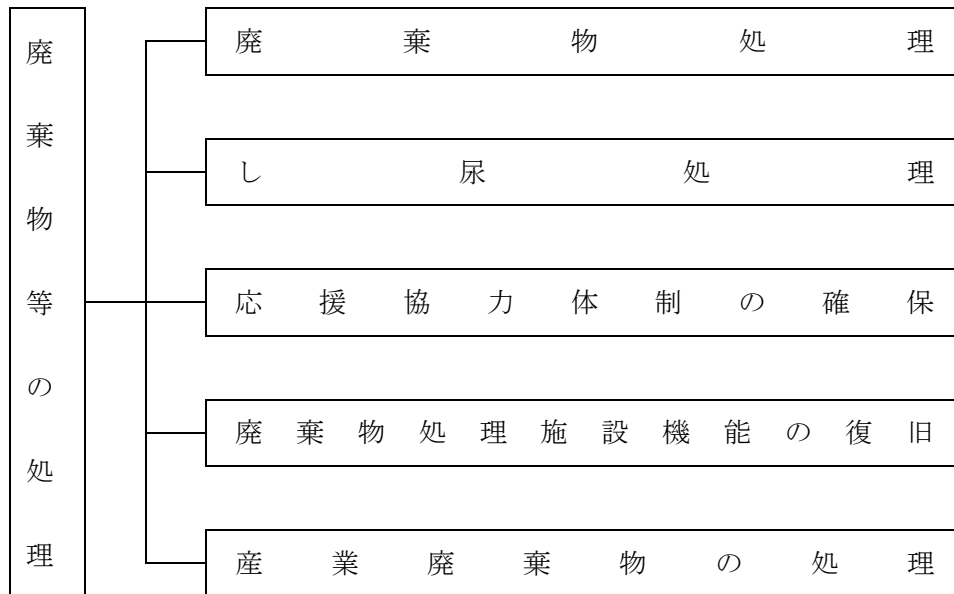 廃棄物等の処理
廃棄物処理
し尿処理
応援協力体制の確保
廃棄物処理施設機能の復旧
産業廃棄物の処理